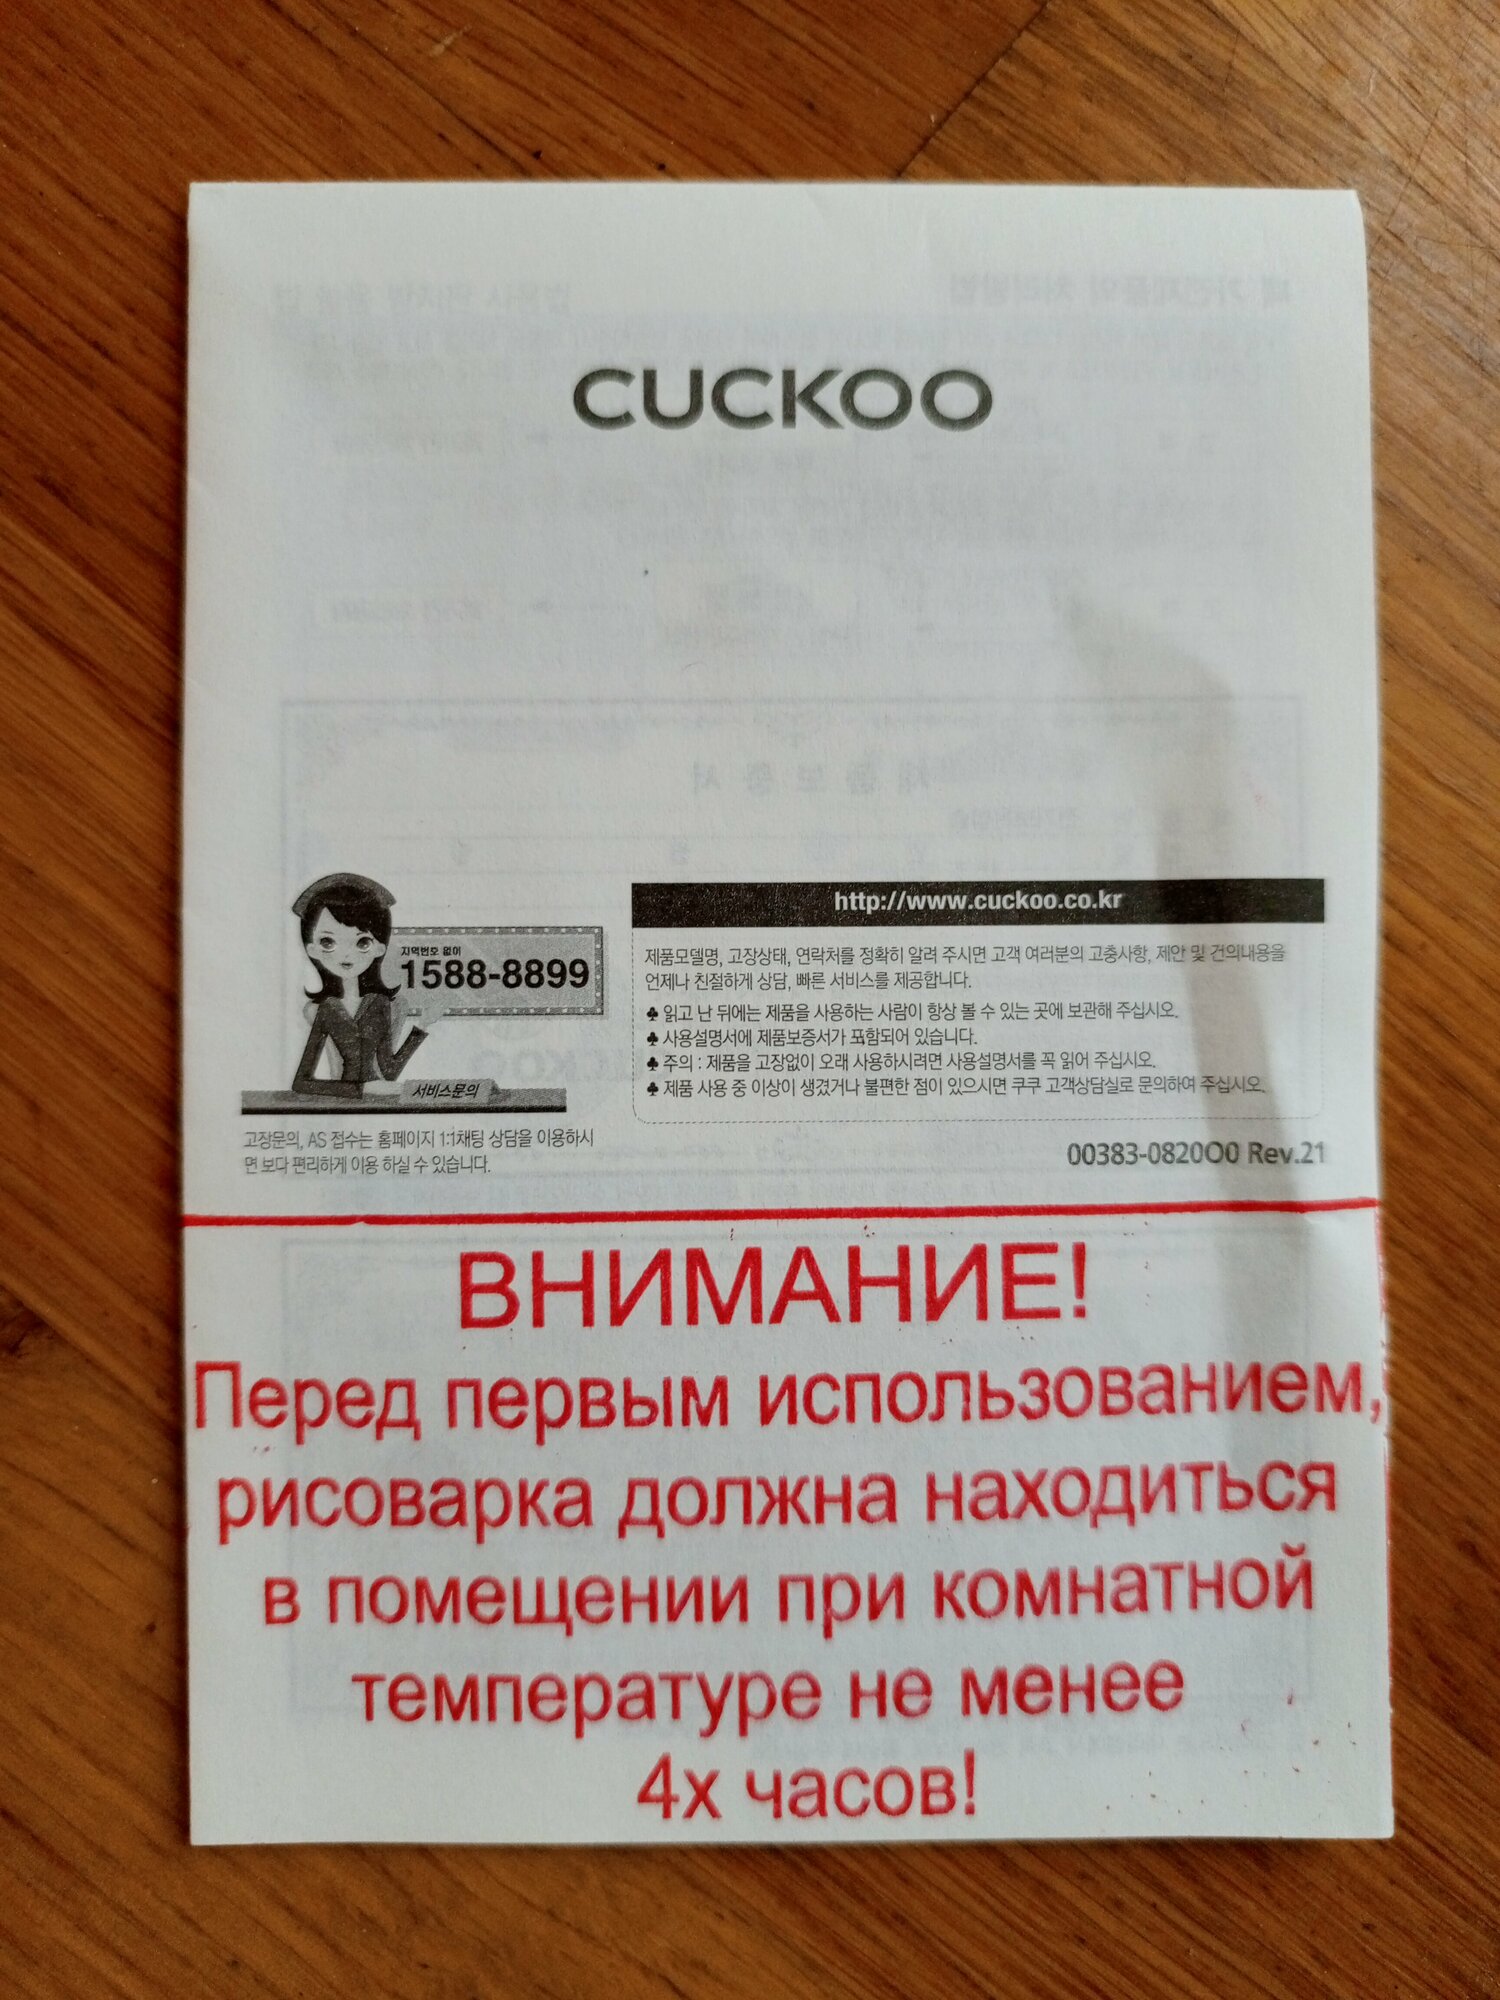 CUCKOO
지역번호 없이
1588-8899
서비스문의
고장문의, AS 접수는 홈페이지 1:1채팅 상담을 이용하시
면 보다 편리하게 이용 하실 수 있습니다.
http://www.cuckoo.co.kr
제품모델명, 고장상태, 연락처를 정확히 알려 주시면 고객 여러분의 고충사항, 제안 및 건의내용을
언제나 친절하게 상담, 빠른 서비스를 제공합니다.
♣ 읽고 난 뒤에는 제품을 사용하는 사람이 항상 볼 수 있는 곳에 보관해 주십시오.
♣ 사용설명서에 제품보증서가 포함되어 있습니다.
♣ 주의 : 제품을 고장없이 오래 사용하시려면 사용설명서를 꼭 읽어 주십시오.
♣ 제품 사용 중 이상이 생겼거나 불편한 점이 있으시면 쿠쿠 고객상담실로 문의하여 주십시오.
00383-0820O0 Rev.21
ВНИМАНИЕ!
Перед первым использованием,
рисоварка должна находиться
в помещении при комнатной
температуре не менее
4х часов!